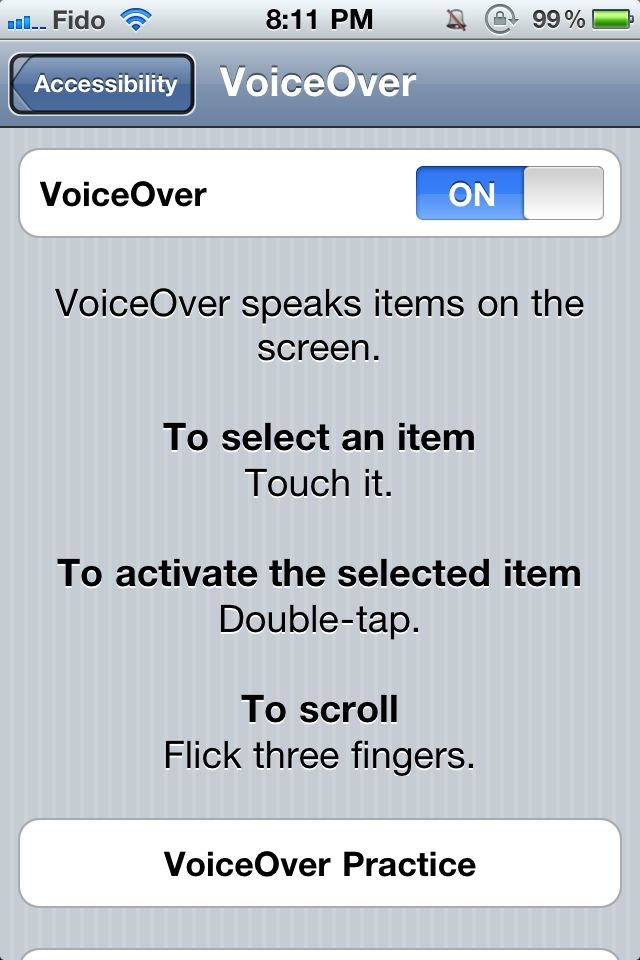 Fido 8:11 PM 99%
Accessibility VoiceOver
VoiceOver ON
VoiceOver speaks items on the
screen.
To select an item
Touch it.
To activate the selected item
Double-tap.
To scroll
Flick three fingers.
VoiceOver Practice